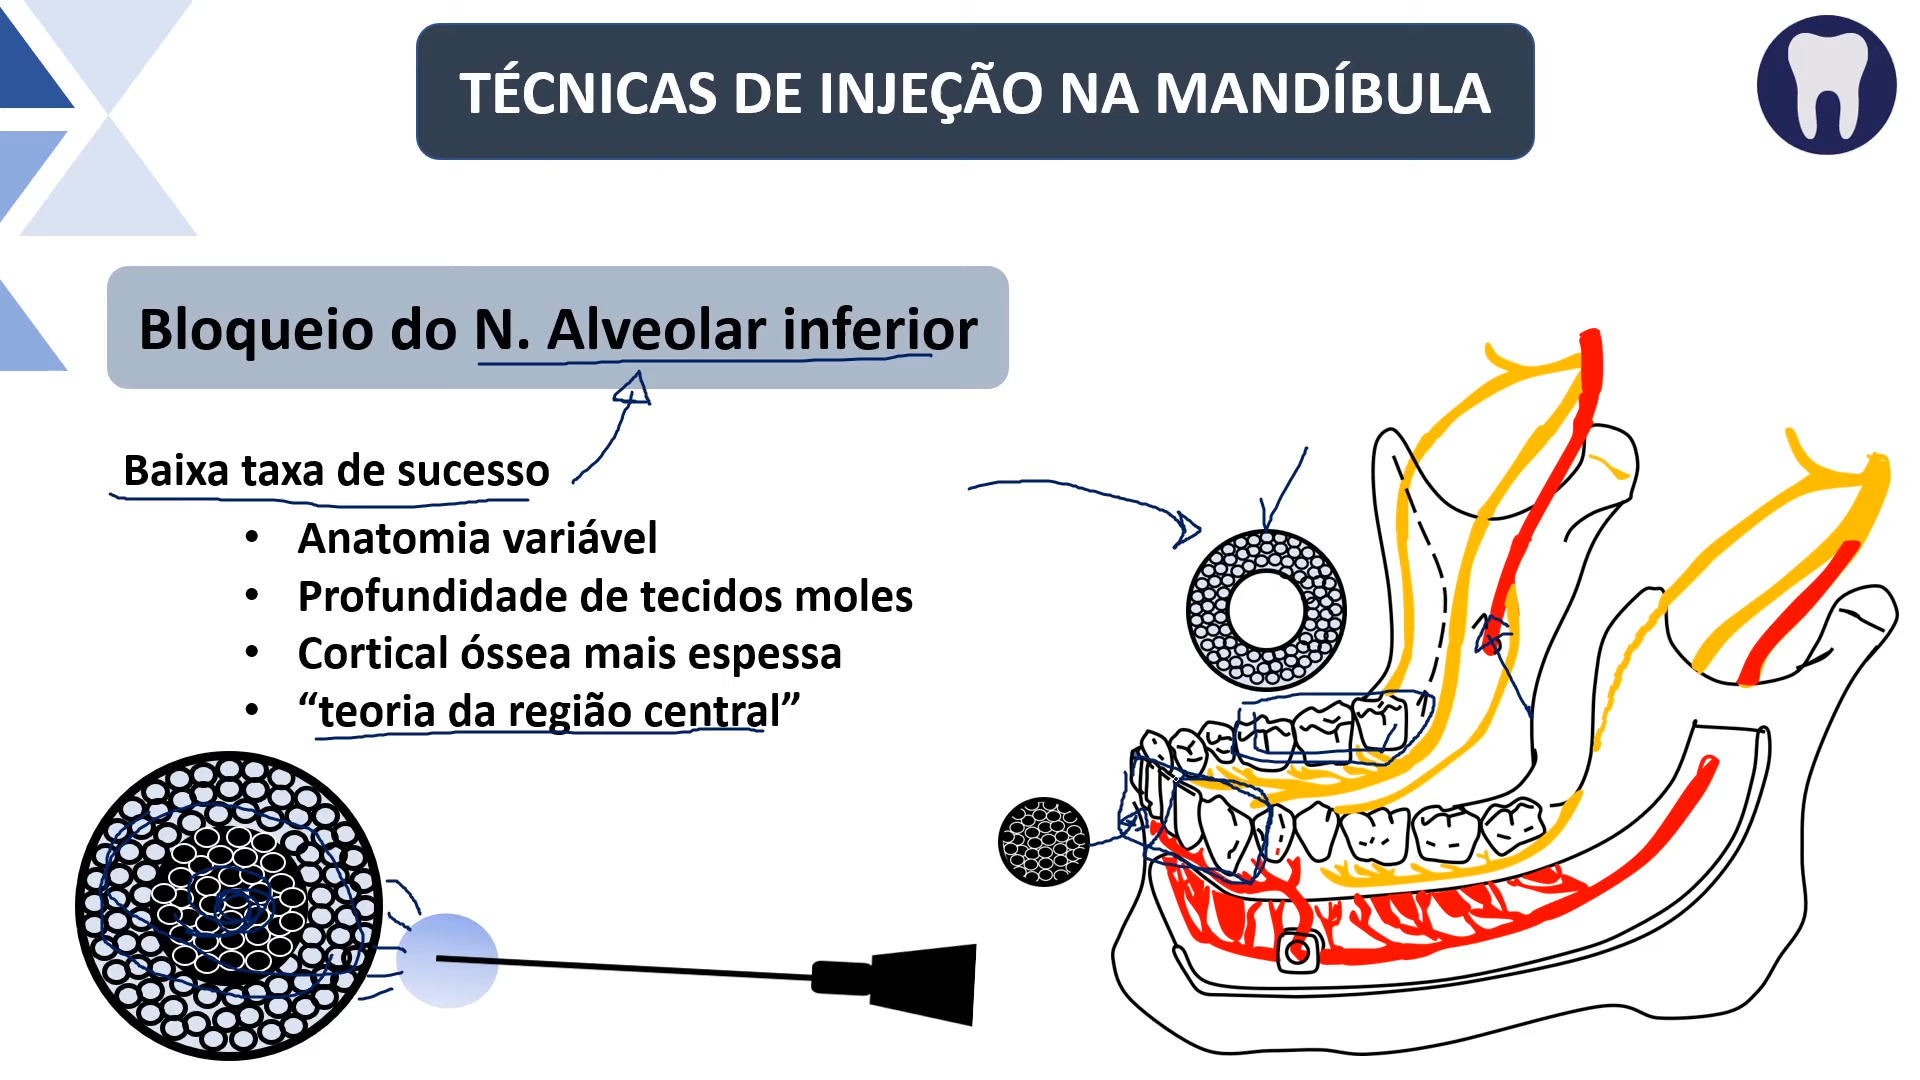 TÉCNICAS DE INJEÇÃO NA MANDÍBULA
Bloqueio do N. Alveolar inferior
Baixa taxa de sucesso
• Anatomia variável
• Profundidade de tecidos moles
• Cortical óssea mais espessa
• “teoria da região central”